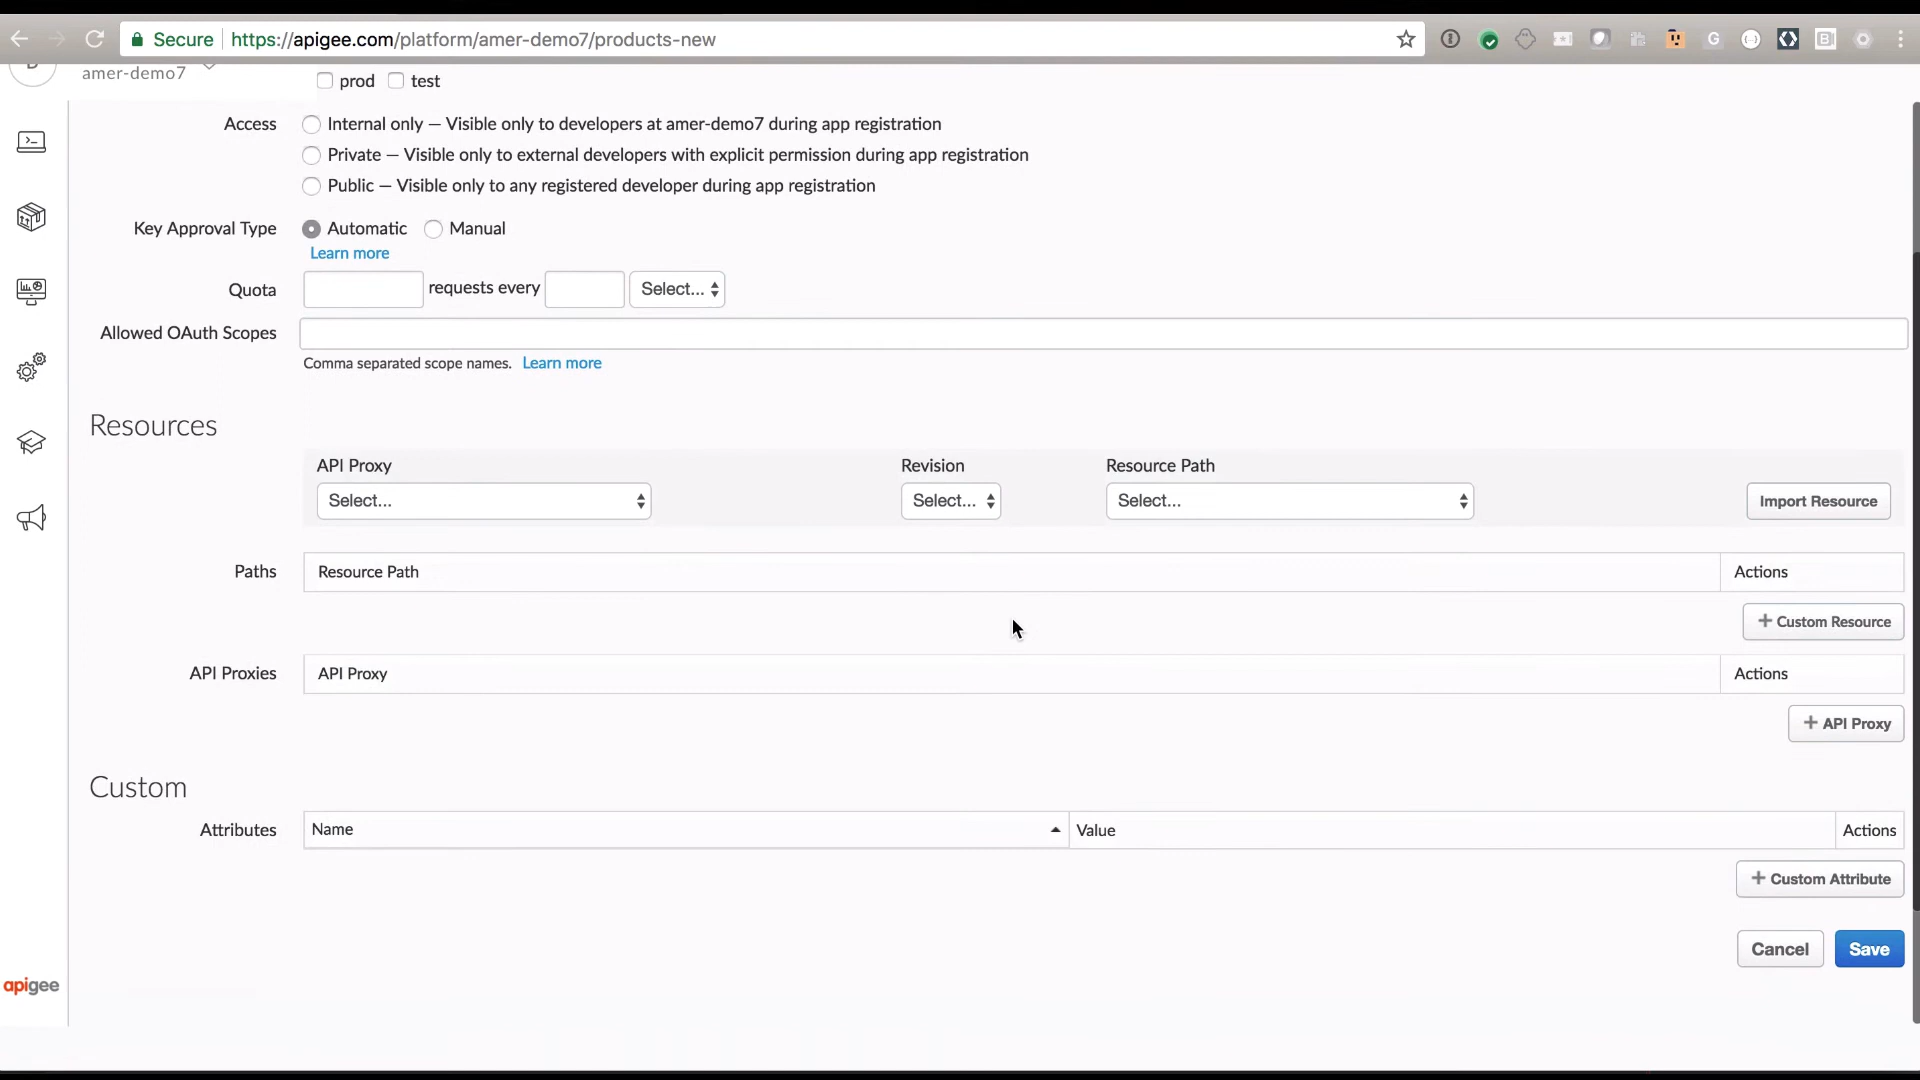 Secure https://apigee.com/platform/amer-demo7/products-new
amer-demo7
prod test
Access
Internal only — Visible only to developers at amer-demo7 during app registration
Private — Visible only to external developers with explicit permission during app registration
Public — Visible only to any registered developer during app registration
Key Approval Type Automatic Manual
Learn more
Quota requests every Select...
Allowed OAuth Scopes
Comma separated scope names. Learn more
Resources
API Proxy Revision Resource Path
Select... Select... Select... Import Resource
Paths Resource Path Actions
+ Custom Resource
API Proxies API Proxy Actions
+ API Proxy
Custom
Attributes Name Value Actions
+ Custom Attribute
Cancel Save
apigee